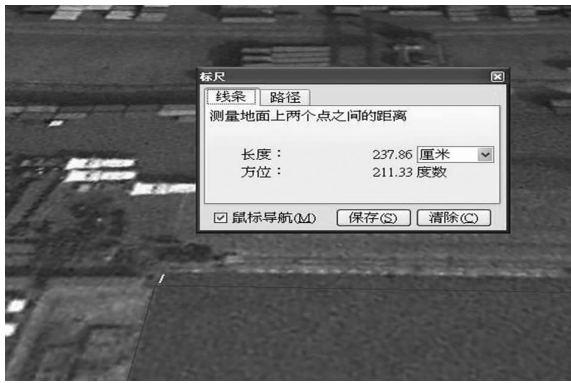 标尺
线条 路径
测量地面上两个点之间的距离
长度： 237.86 厘米
方位： 211.33 度数
鼠标导航(M) 保存(S) 清除(C)